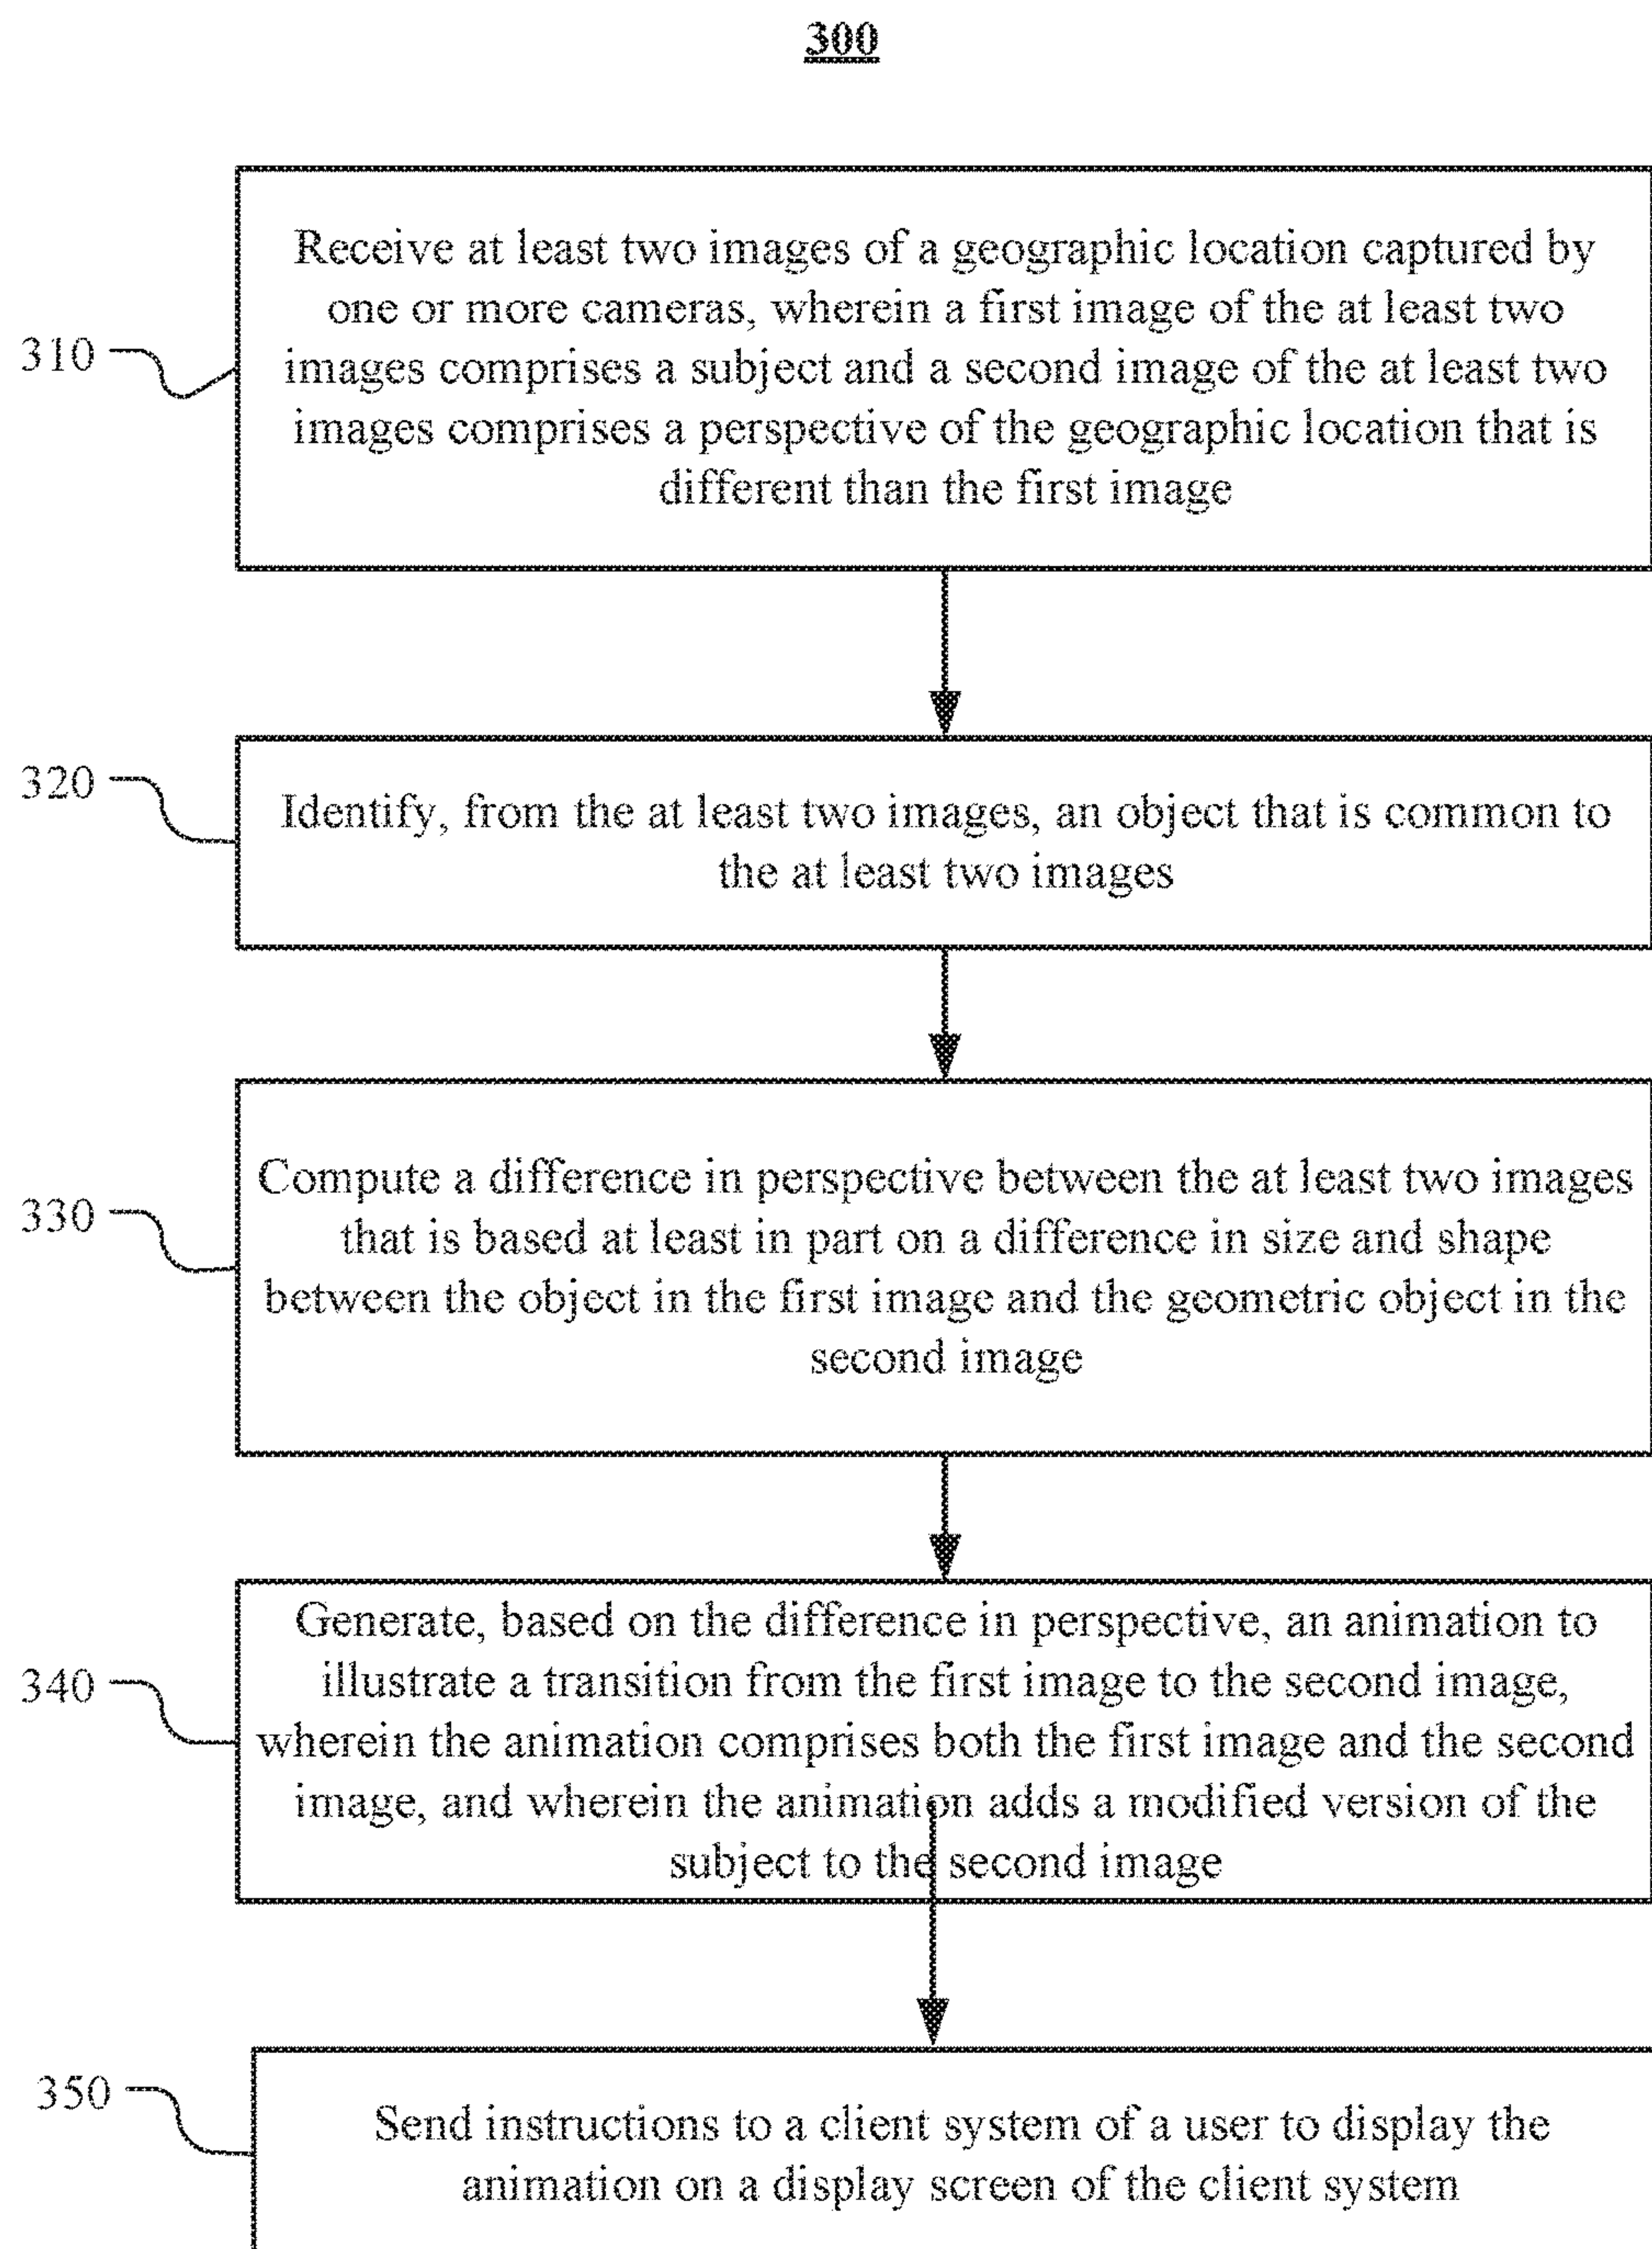 300
310
Receive at least two images of a geographic location captured by
one or more cameras, wherein a first image of the at least two
images comprises a subject and a second image of the at least two
images comprises a perspective of the geographic location that is
different than the first image
320
Identify, from the at least two images, an object that is common to
the at least two images
330
Compute a difference in perspective between the at least two images
that is based at least in part on a difference in size and shape
between the object in the first image and the geometric object in the
second image
340
Generate, based on the difference in perspective, an animation to
illustrate a transition from the first image to the second image,
wherein the animation comprises both the first image and the second
image, and wherein the animation adds a modified version of the
subject to the second image
350
Send instructions to a client system of a user to display the
animation on a display screen of the client system